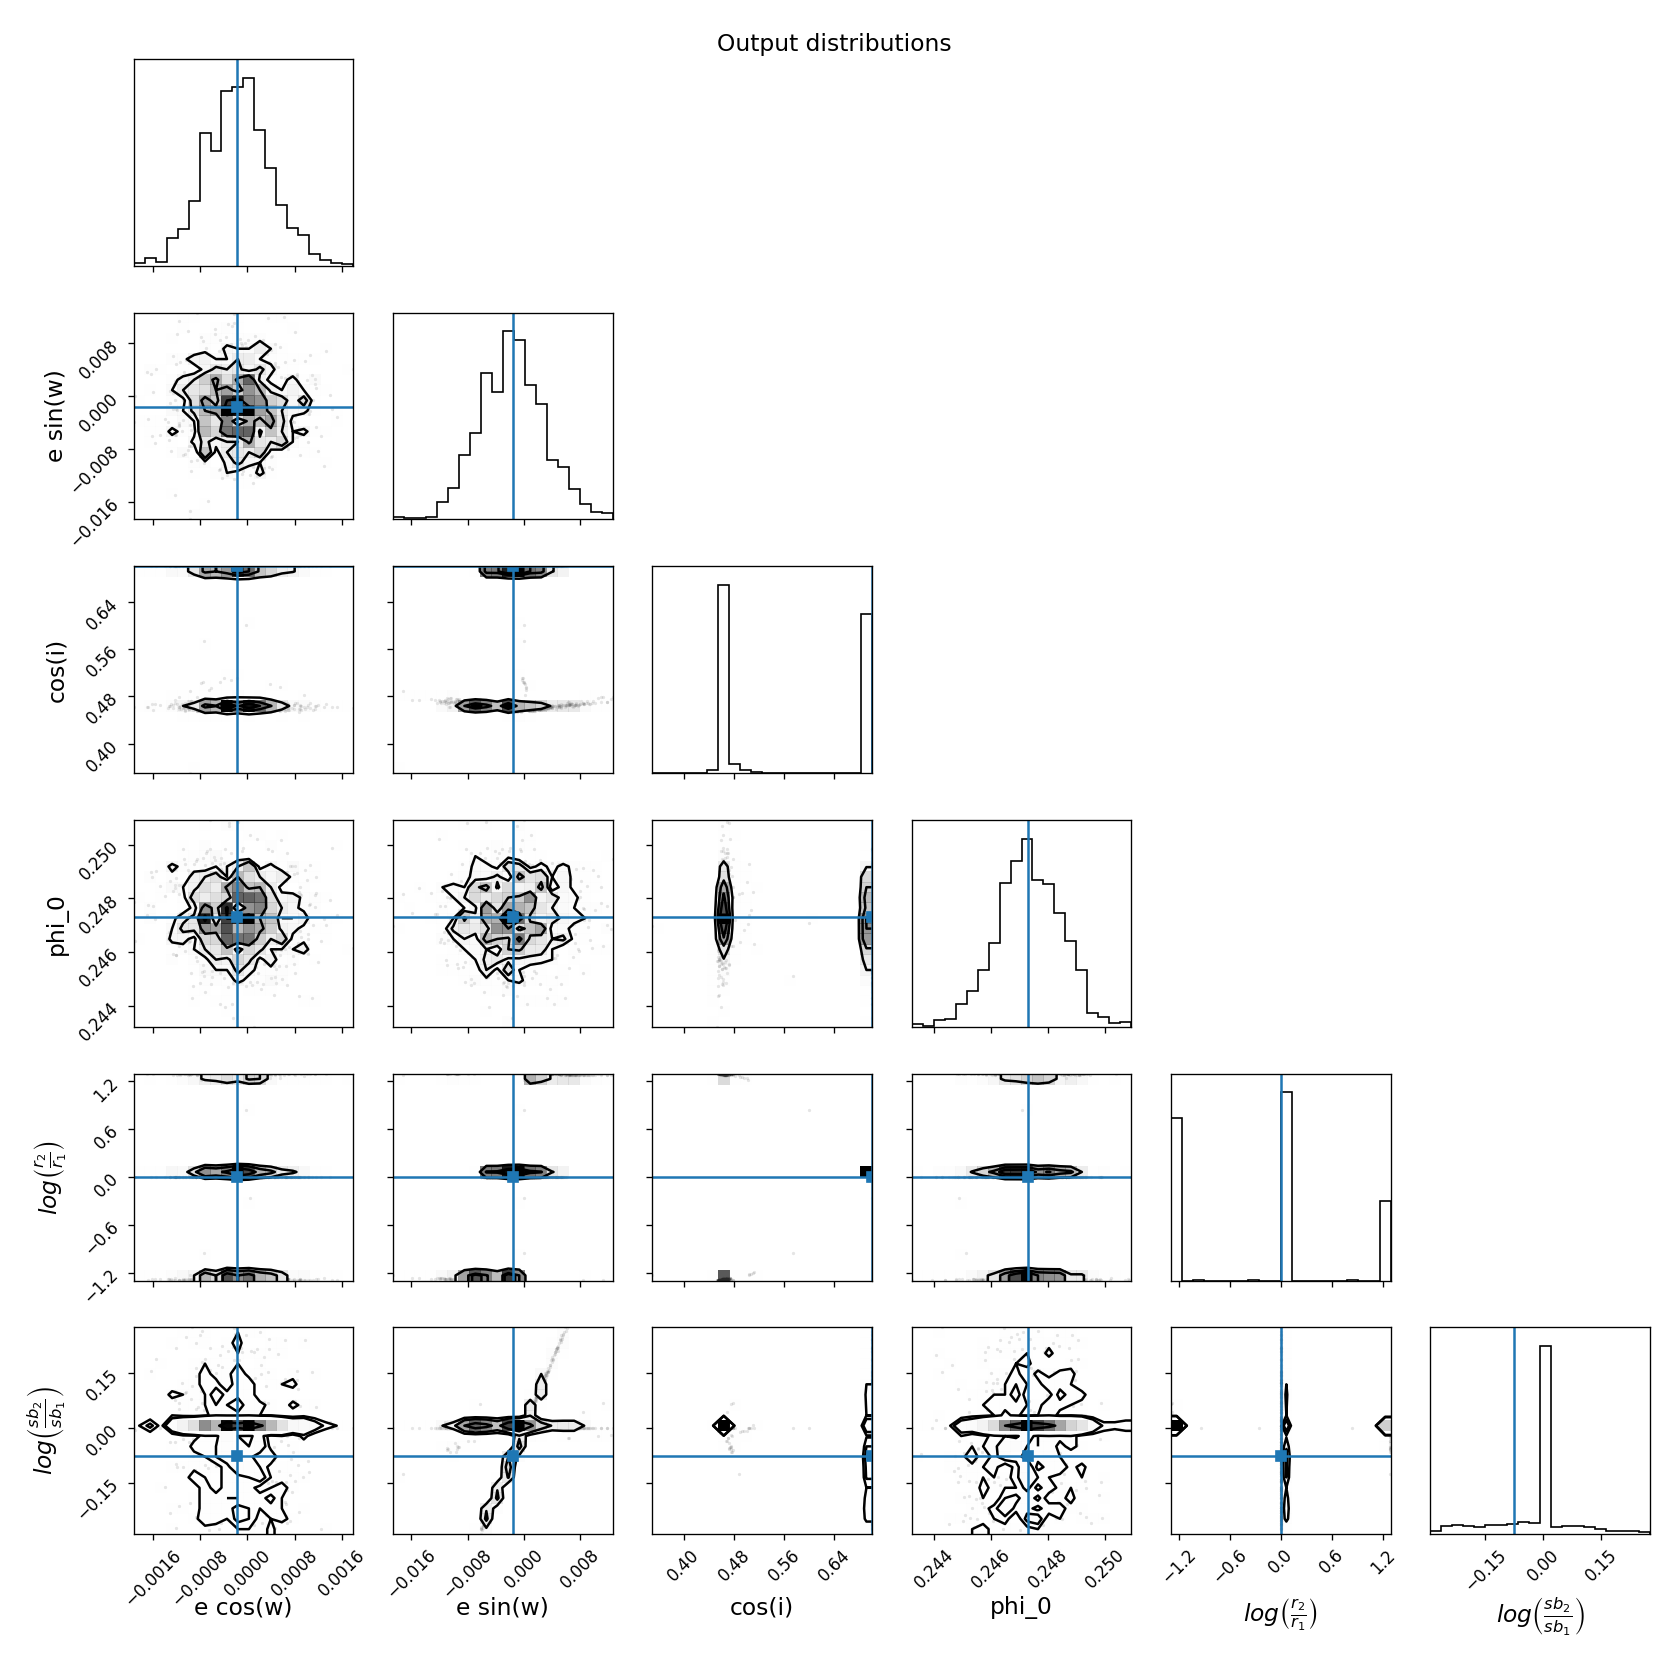 Output distributions
0.008
0.000
−0.008
−0.016
e sin(w)
0.64
0.56
0.48
0.40
cos(i)
0.250
0.248
0.246
0.244
phi_0
1.2
0.6
0.0
−0.6
−1.2
log(r₂/r₁)
0.15
0.00
−0.15
log(sb₂/sb₁)
−0.0016 −0.0008 0.0000 0.0008 0.0016
−0.016 −0.008 0.000 0.008
0.40 0.48 0.56 0.64
0.244 0.246 0.248 0.250
−1.2 −0.6 0.0 0.6 1.2
−0.15 0.00 0.15
e cos(w)
e sin(w)
cos(i)
phi_0
log(r₂/r₁)
log(sb₂/sb₁)